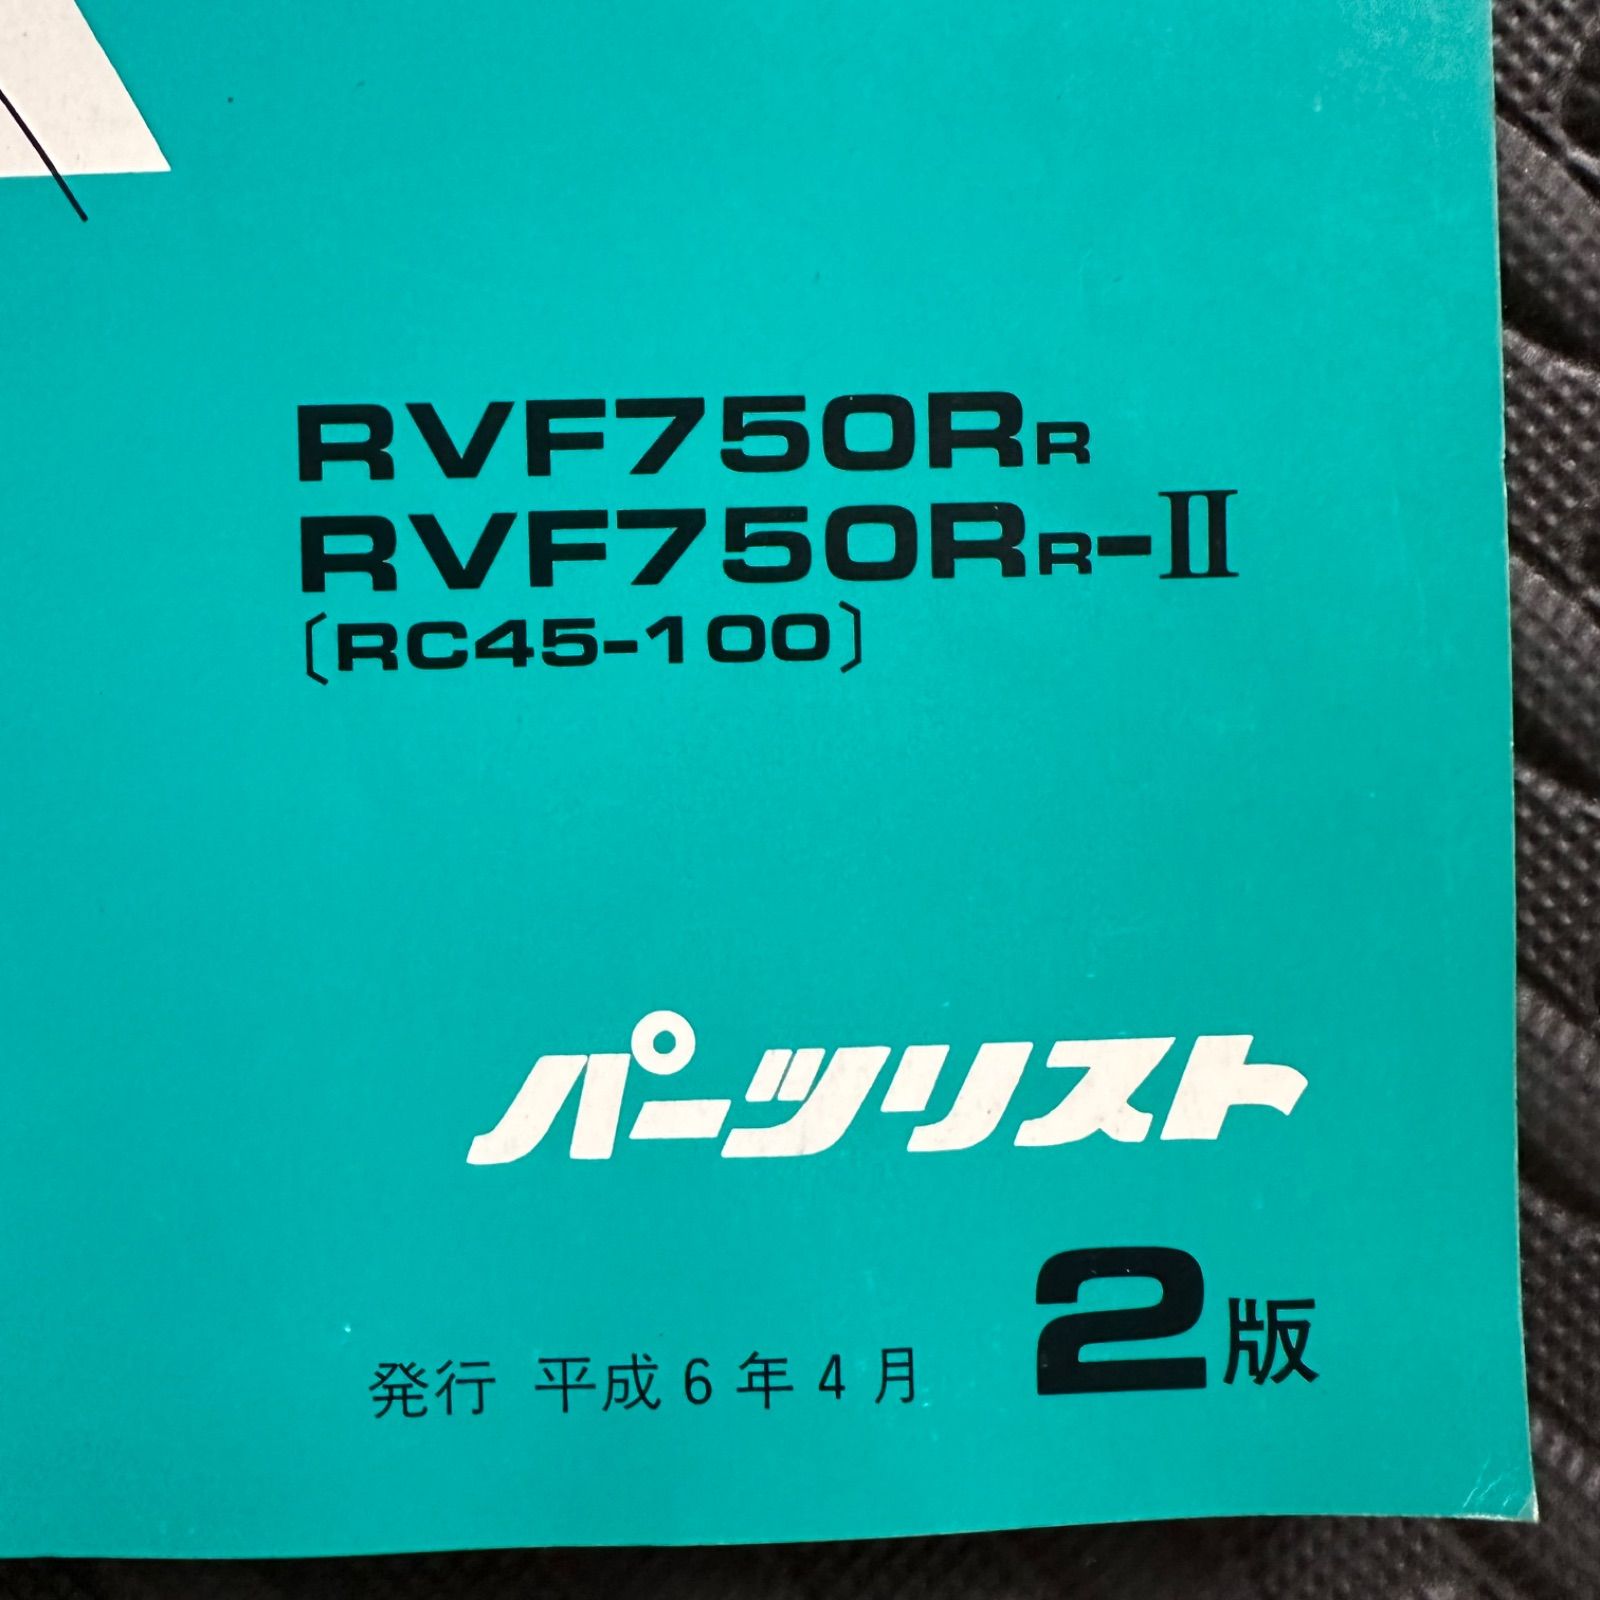 RVF750RR
RVF750RR-II
〔RC45-100〕
パーツリスト
2版
発行 平成6年4月